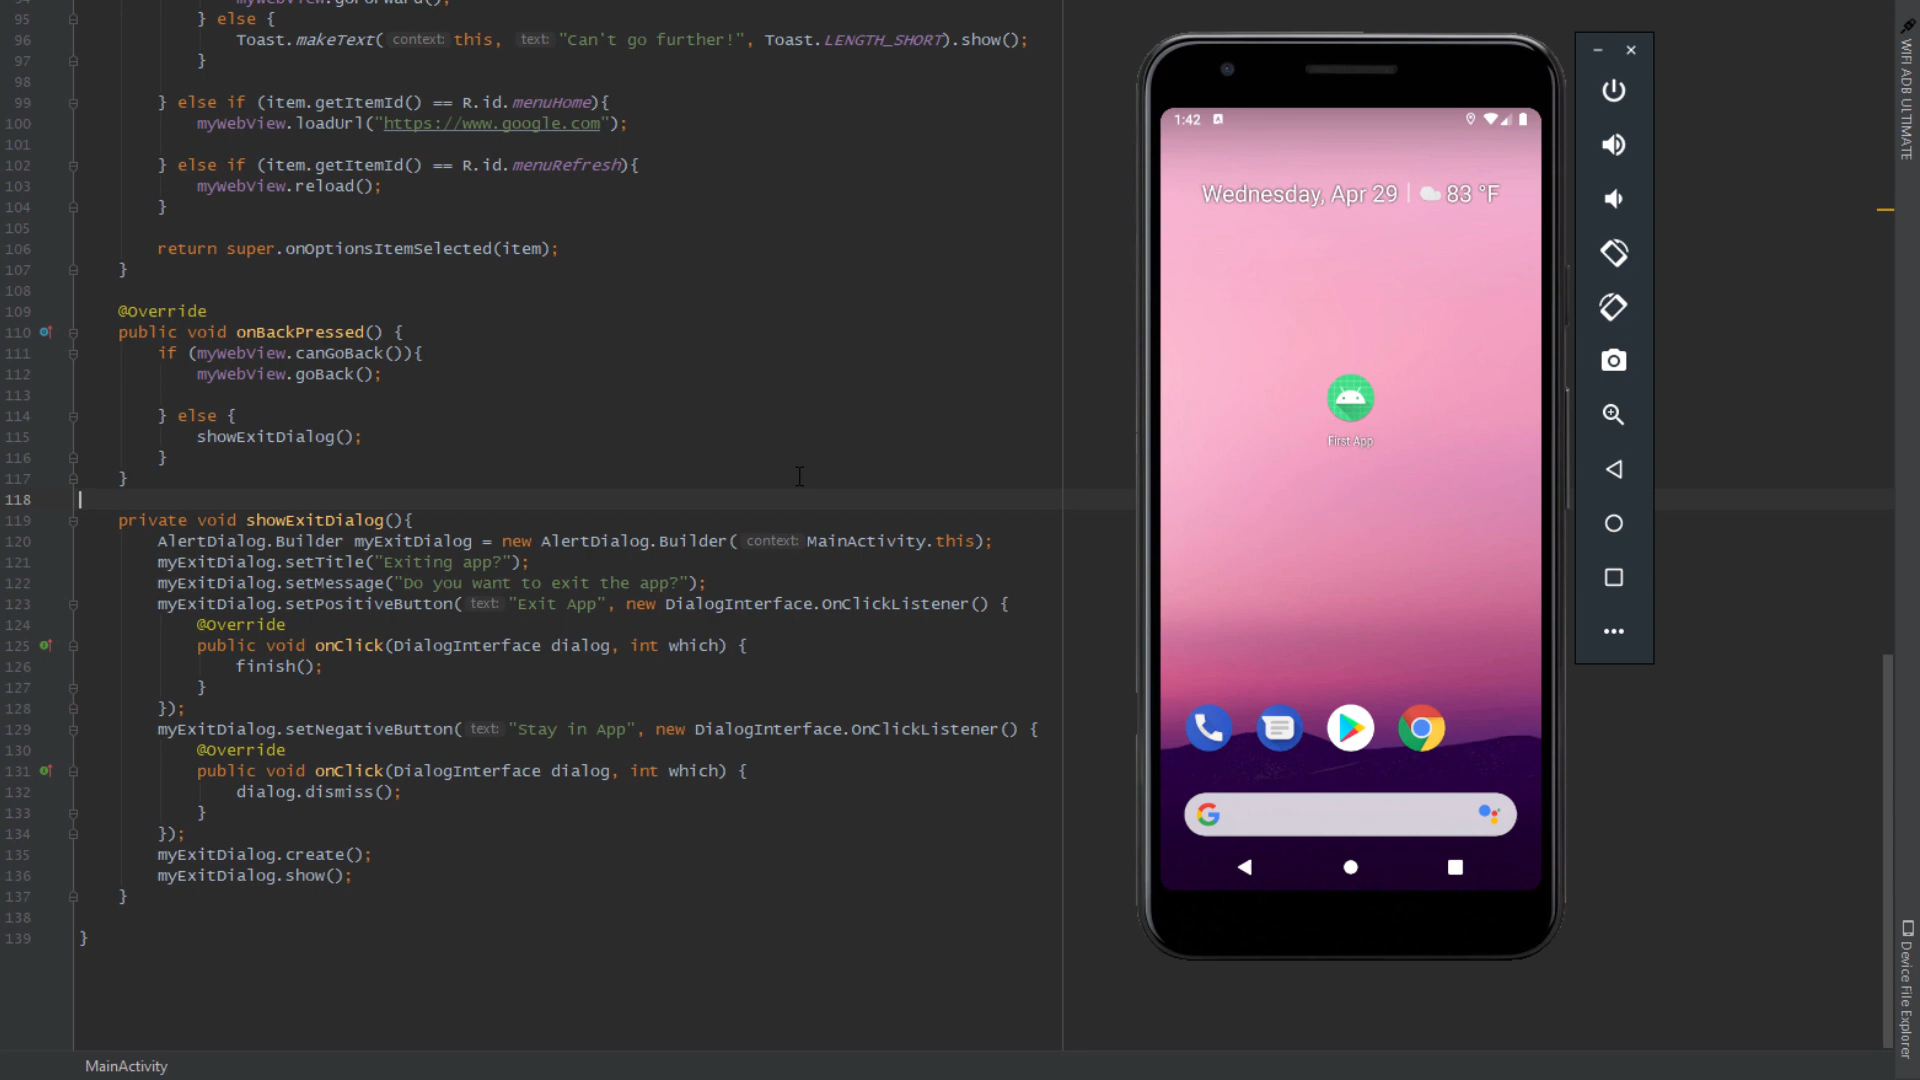 95 } else {
96 Toast.makeText( context: this, text: "Can't go further!", Toast.LENGTH_SHORT).show();
97 }
98
99 } else if (item.getItemId() == R.id.menuHome){
100 myWebView.loadUrl("https://www.google.com");
101
102 } else if (item.getItemId() == R.id.menuRefresh){
103 myWebView.reload();
104 }
105
106 return super.onOptionsItemSelected(item);
107 }
108
109 @Override
110 public void onBackPressed() {
111 if (myWebView.canGoBack()){
112 myWebView.goBack();
113
114 } else {
115 showExitDialog();
116 }
117 }
118
119 private void showExitDialog(){
120 AlertDialog.Builder myExitDialog = new AlertDialog.Builder( context: MainActivity.this);
121 myExitDialog.setTitle("Exiting app?");
122 myExitDialog.setMessage("Do you want to exit the app?");
123 myExitDialog.setPositiveButton( text: "Exit App", new DialogInterface.OnClickListener() {
124 @Override
125 public void onClick(DialogInterface dialog, int which) {
126 finish();
127 }
128 });
129 myExitDialog.setNegativeButton( text: "Stay in App", new DialogInterface.OnClickListener() {
130 @Override
131 public void onClick(DialogInterface dialog, int which) {
132 dialog.dismiss();
133 }
134 });
135 myExitDialog.create();
136 myExitDialog.show();
137 }
138
139 }
MainActivity
1:42
Wednesday, Apr 29 | 83 °F
First App
WIFI ADB ULTIMATE
Device File Explorer